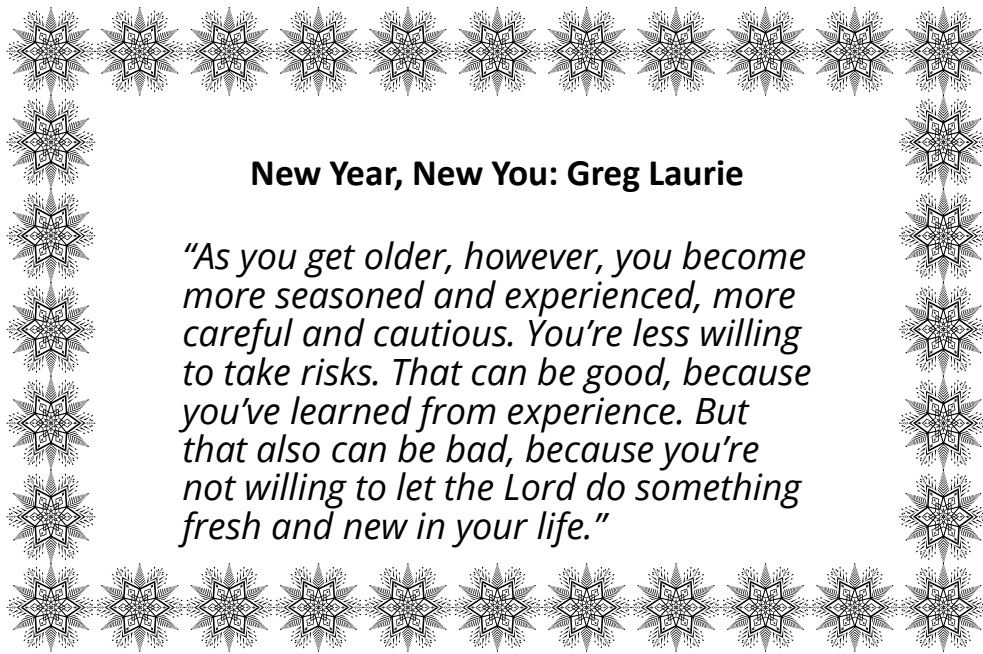 New Year, New You: Greg Laurie
“As you get older, however, you become
more seasoned and experienced, more
careful and cautious. You’re less willing
to take risks. That can be good, because
you’ve learned from experience. But
that also can be bad, because you’re
not willing to let the Lord do something
fresh and new in your life.”